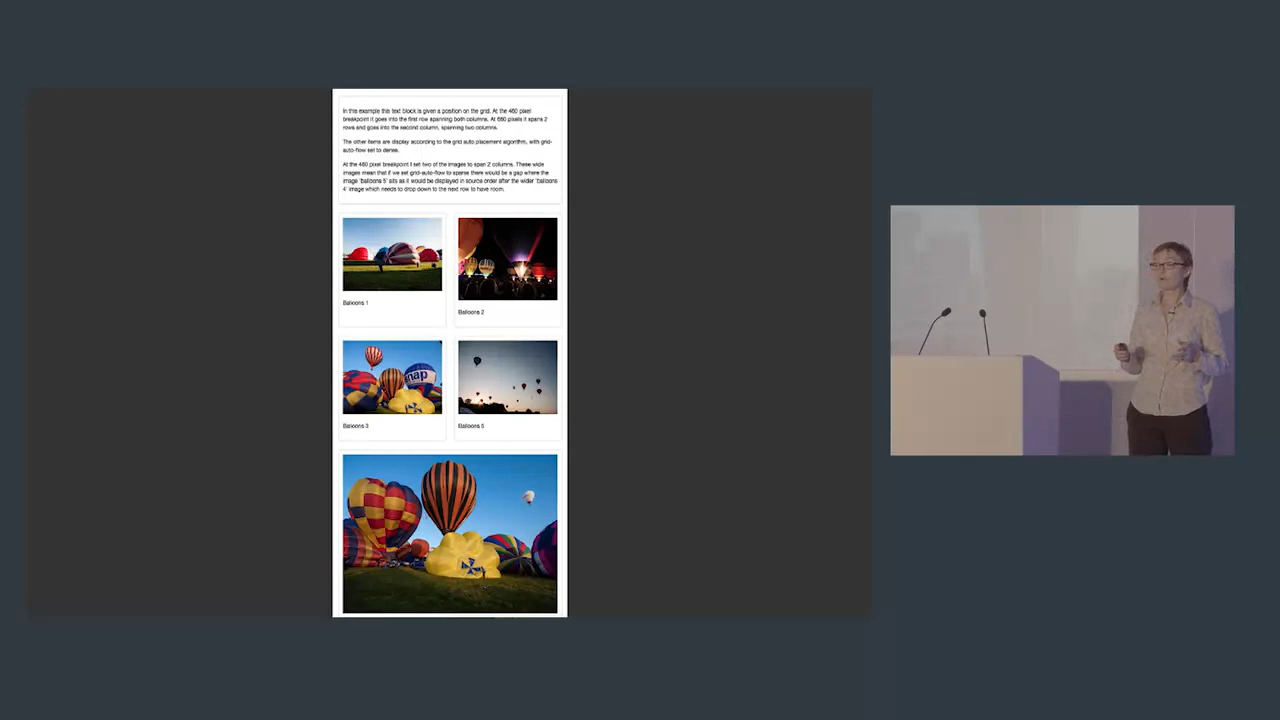 In this example this text block is given a position on the grid. At the 460 pixel
breakpoint it goes into the first row spanning both columns. At 660 pixels it spans 2
rows and goes into the second column, spanning two columns.
The other items are display according to the grid auto placement algorithm, with grid-
auto-flow set to dense.
At the 460 pixel breakpoint I set two of the images to span 2 columns. These wide
images mean that if we set grid-auto-flow to sparse there would be a gap where the
image 'balloons 5' sits as it would be displayed in source order after the wider 'balloons
4' image which needs to drop down to the next row to have room.
Balloons 1
Balloons 2
nap
Balloons 3
Balloons 5